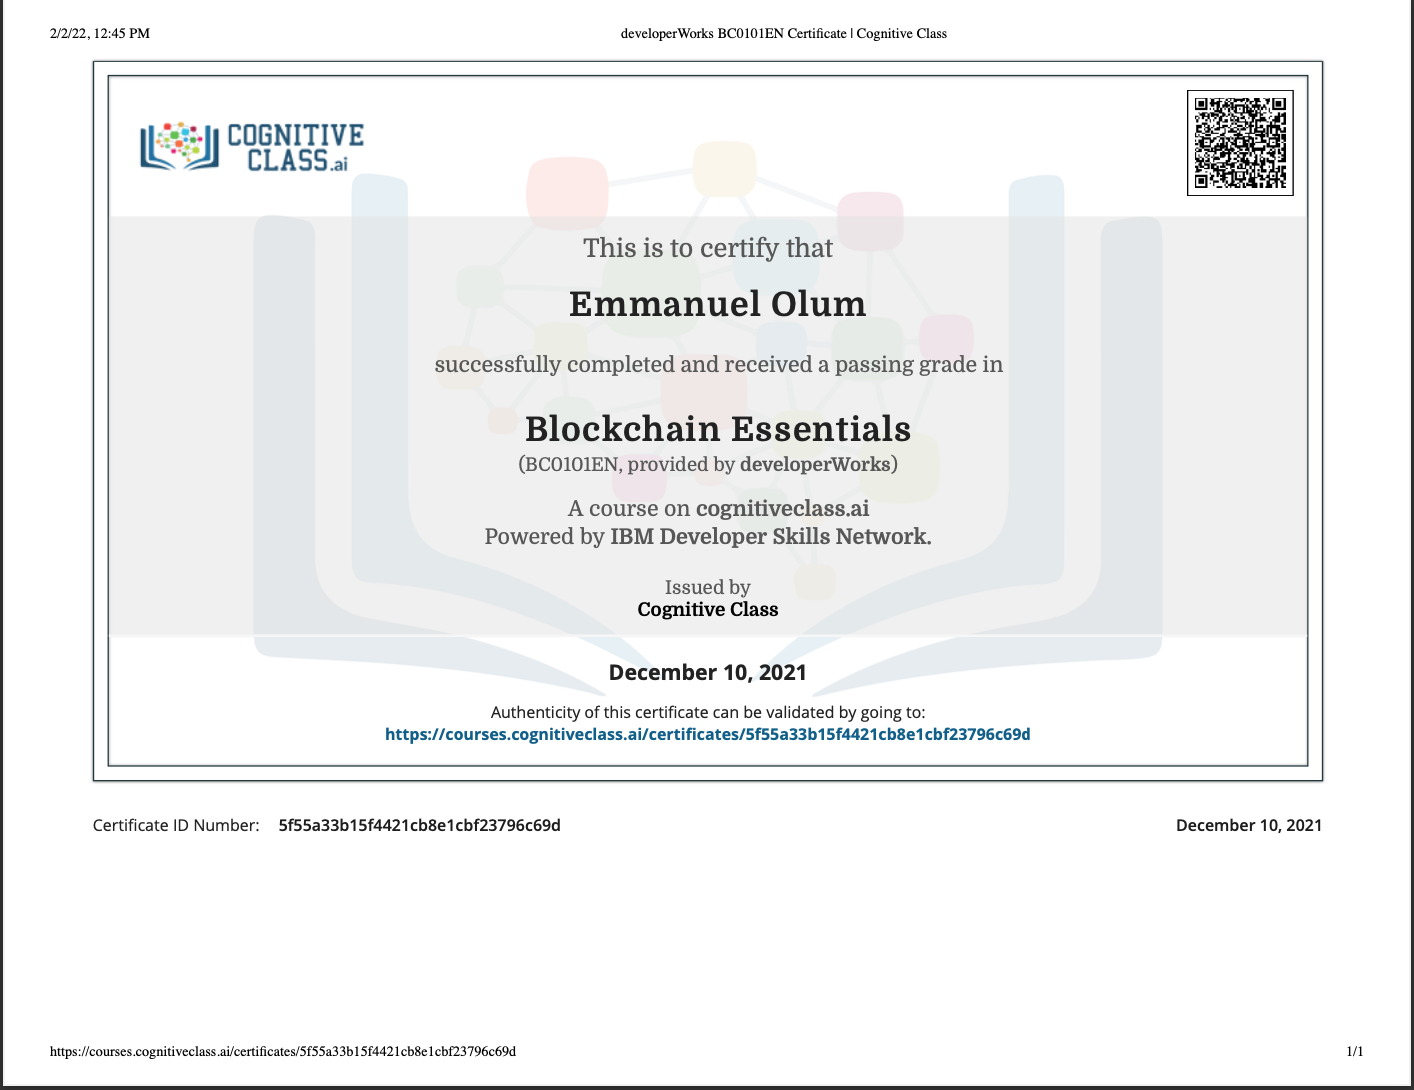 2/2/22, 12:45 PM
developerWorks BC0101EN Certificate | Cognitive Class
COGNITIVE
CLASS.ai
This is to certify that
Emmanuel Olum
successfully completed and received a passing grade in
Blockchain Essentials
(BC0101EN, provided by developerWorks)
A course on cognitiveclass.ai
Powered by IBM Developer Skills Network.
Issued by
Cognitive Class
December 10, 2021
Authenticity of this certificate can be validated by going to:
https://courses.cognitiveclass.ai/certificates/5f55a33b15f4421cb8e1cbf23796c69d
Certificate ID Number: 5f55a33b15f4421cb8e1cbf23796c69d
December 10, 2021
https://courses.cognitiveclass.ai/certificates/5f55a33b15f4421cb8e1cbf23796c69d
1/1